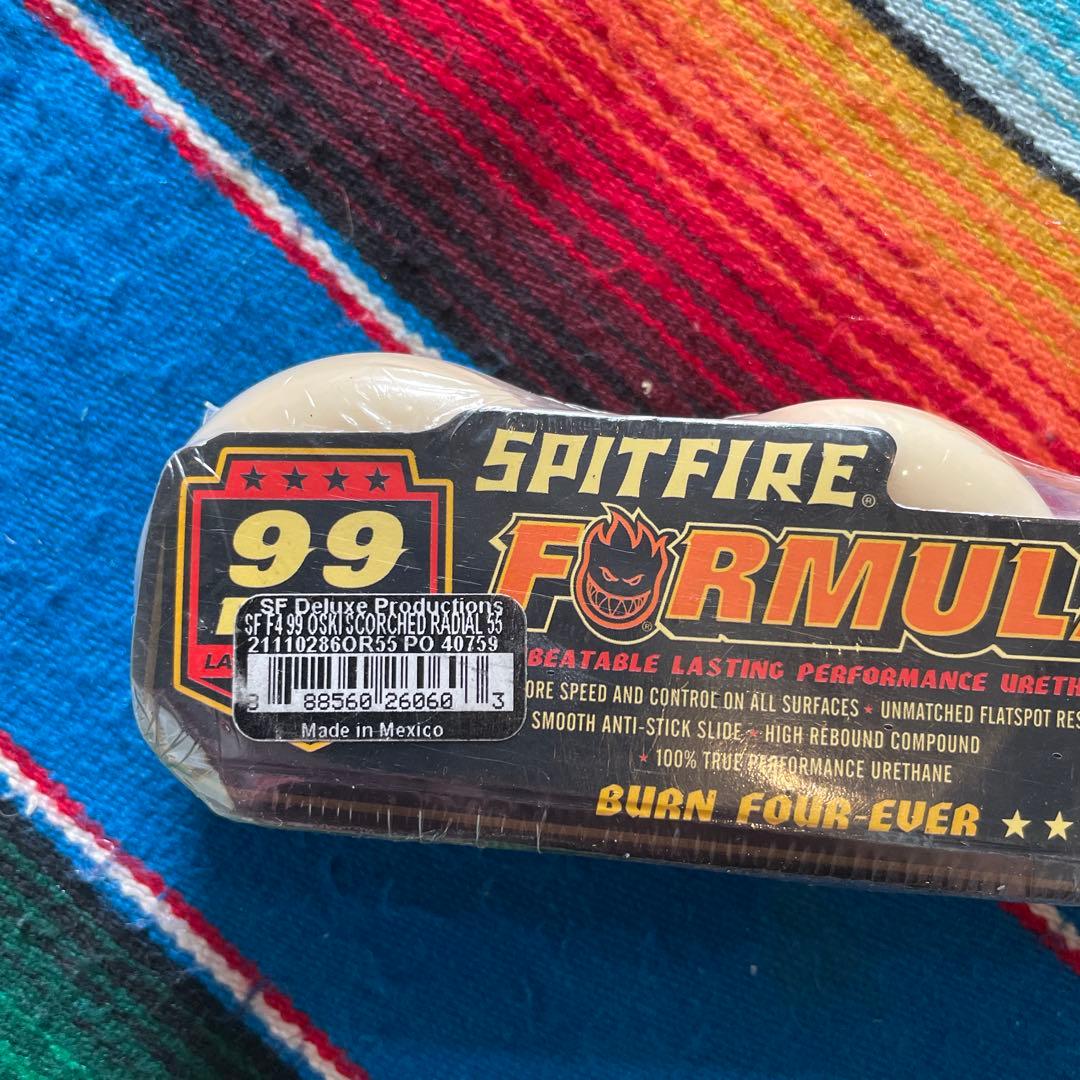 SPITFIRE®
FORMULA
99
LA
SF Deluxe Productions
SF F4 99 OSKI SCORCHED RADIAL 55
21110286OR55 PO 40759
88560 26060 3
Made in Mexico
BEATABLE LASTING PERFORMANCE URETH
ORE SPEED AND CONTROL ON ALL SURFACES ★ UNMATCHED FLATSPOT RES
SMOOTH ANTI-STICK SLIDE ★ HIGH REBOUND COMPOUND
★ 100% TRUE PERFORMANCE URETHANE
BURN FOUR-EVER ★★